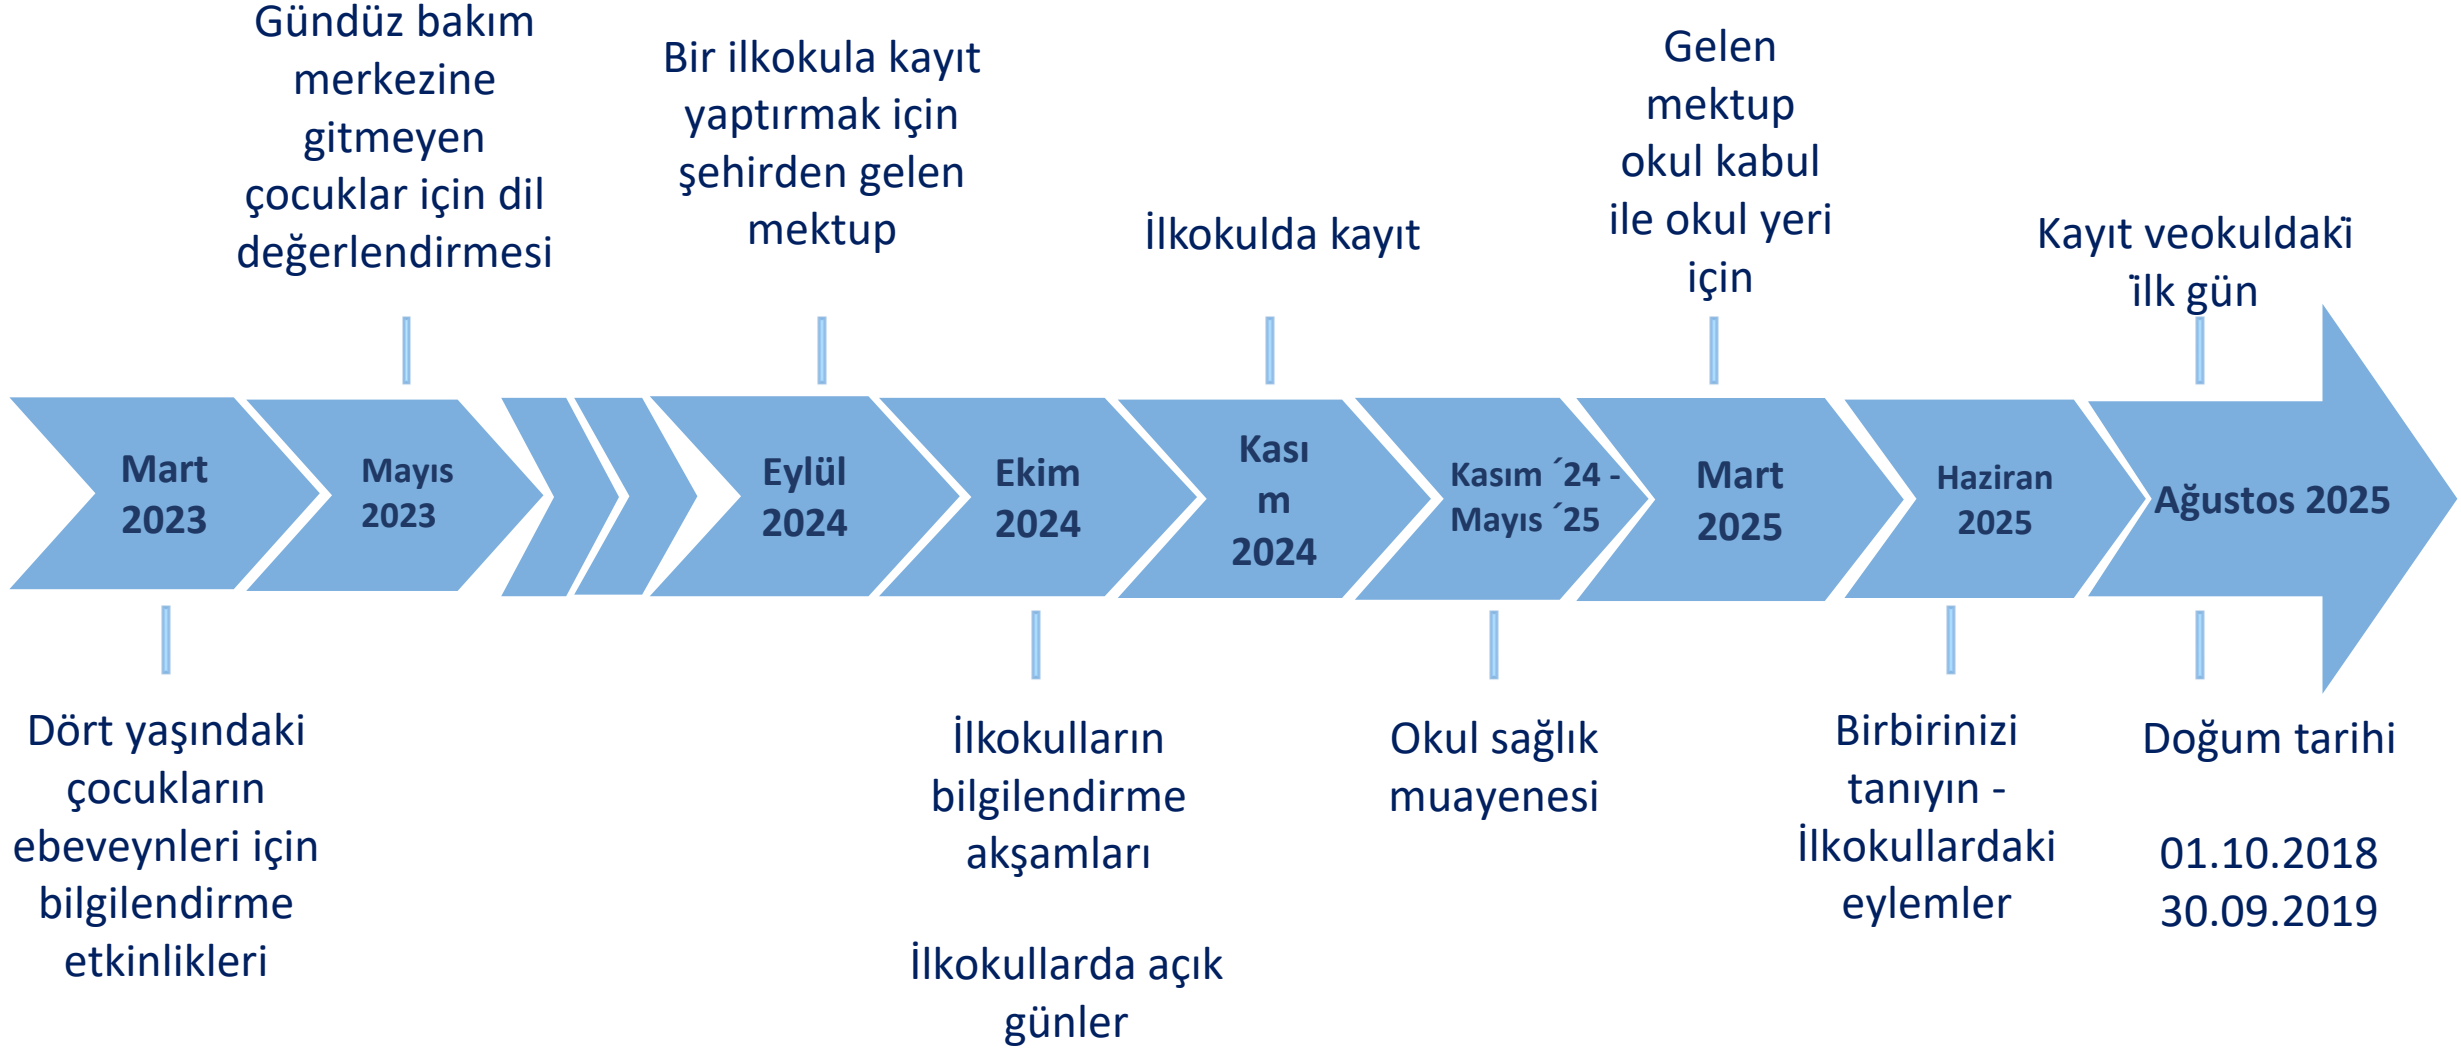 Gündüz bakım
merkezine
gitmeyen
çocuklar için dil
değerlendirmesi
Bir ilkokula kayıt
yaptırmak için
şehirden gelen
mektup
İlkokulda kayıt
Gelen
mektup
okul kabul
ile okul yeri
için
Kayıt veokuldaki
ilk gün
Mart
2023
Mayıs
2023
Eylül
2024
Ekim
2024
Kası
m
2024
Kasım ´24 -
Mayıs ´25
Mart
2025
Haziran
2025
Ağustos 2025
Dört yaşındaki
çocukların
ebeveynleri için
bilgilendirme
etkinlikleri
İlkokulların
bilgilendirme
akşamları
İlkokullarda açık
günler
Okul sağlık
muayenesi
Birbirinizi
tanıyın -
İlkokullardaki
eylemler
Doğum tarihi
01.10.2018
30.09.2019